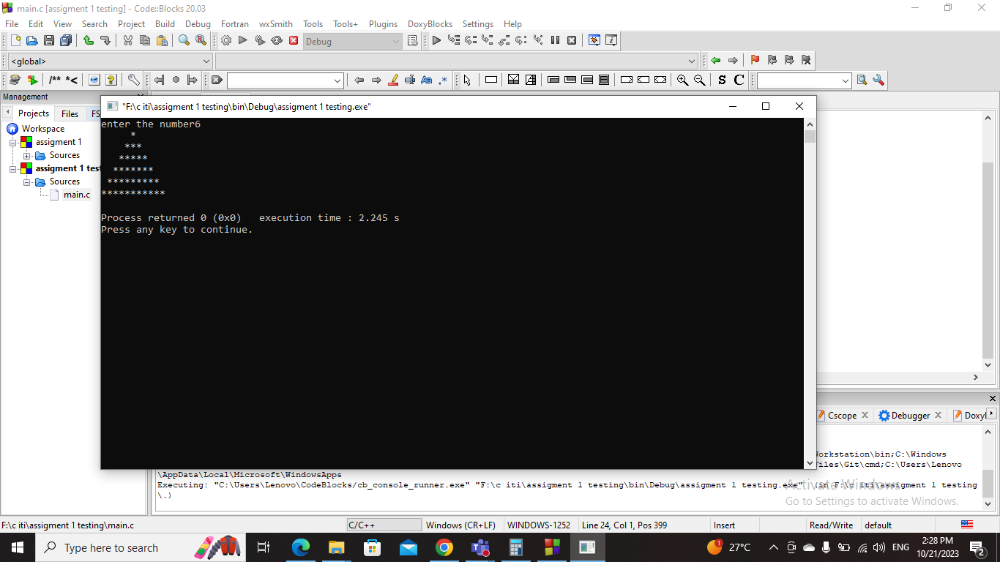 main.c [assigment 1 testing] - Code::Blocks 20.03
File Edit View Search Project Build Debug Fortran wxSmith Tools Tools+ Plugins DoxyBlocks Settings Help
Debug
<global>
/** *<
Aa .*
S C
Management
Projects Files FS
"F:\c iti\assigment 1 testing\bin\Debug\assigment 1 testing.exe"
Workspace
assigment 1
Sources
assigment 1 test
Sources
main.c
enter the number6
*
***
*****
*******
*********
***********
Process returned 0 (0x0)   execution time : 2.245 s
Press any key to continue.
Cscope Debugger Doxyl
orkstation\bin;C:\Windows
iles\Git\cmd;C:\Users\Lenovo
\AppData\Local\Microsoft\WindowsApps
Executing: "C:\Users\Lenovo\CodeBlocks/cb_console_runner.exe" "F:\c iti\assigment 1 testing\bin\Debug\assigment 1 testing.exe"  (in F:\c iti\assigment 1 testing
\.)
Activate Windows
Go to Settings to activate Windows.
F:\c iti\assigment 1 testing\main.c C/C++ Windows (CR+LF) WINDOWS-1252 Line 24, Col 1, Pos 399 Insert Read/Write default
Type here to search
1 27°C ENG 2:28 PM
10/21/2023
2